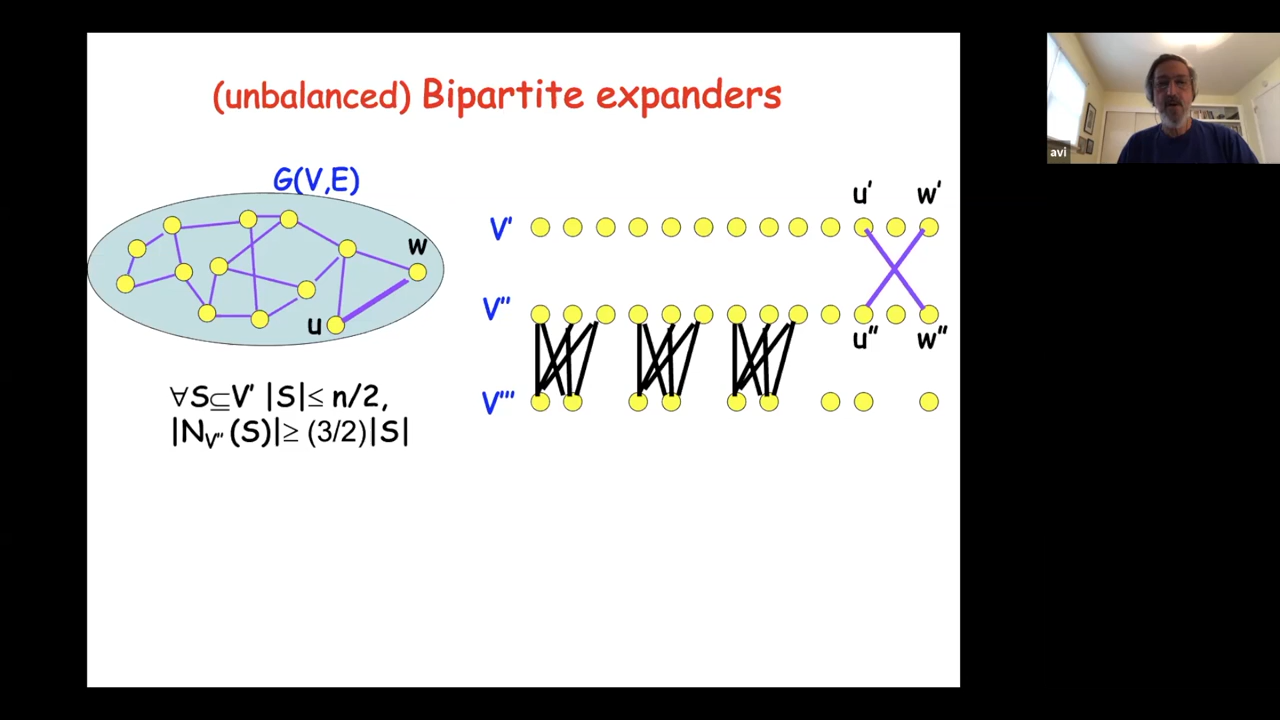 (unbalanced) Bipartite expanders
G(V,E)
w
u
∀S⊆V' |S|≤ n/2,
|N_V''(S)|≥ (3/2)|S|
u' w'
V'
V''
u'' w''
V'''
avi